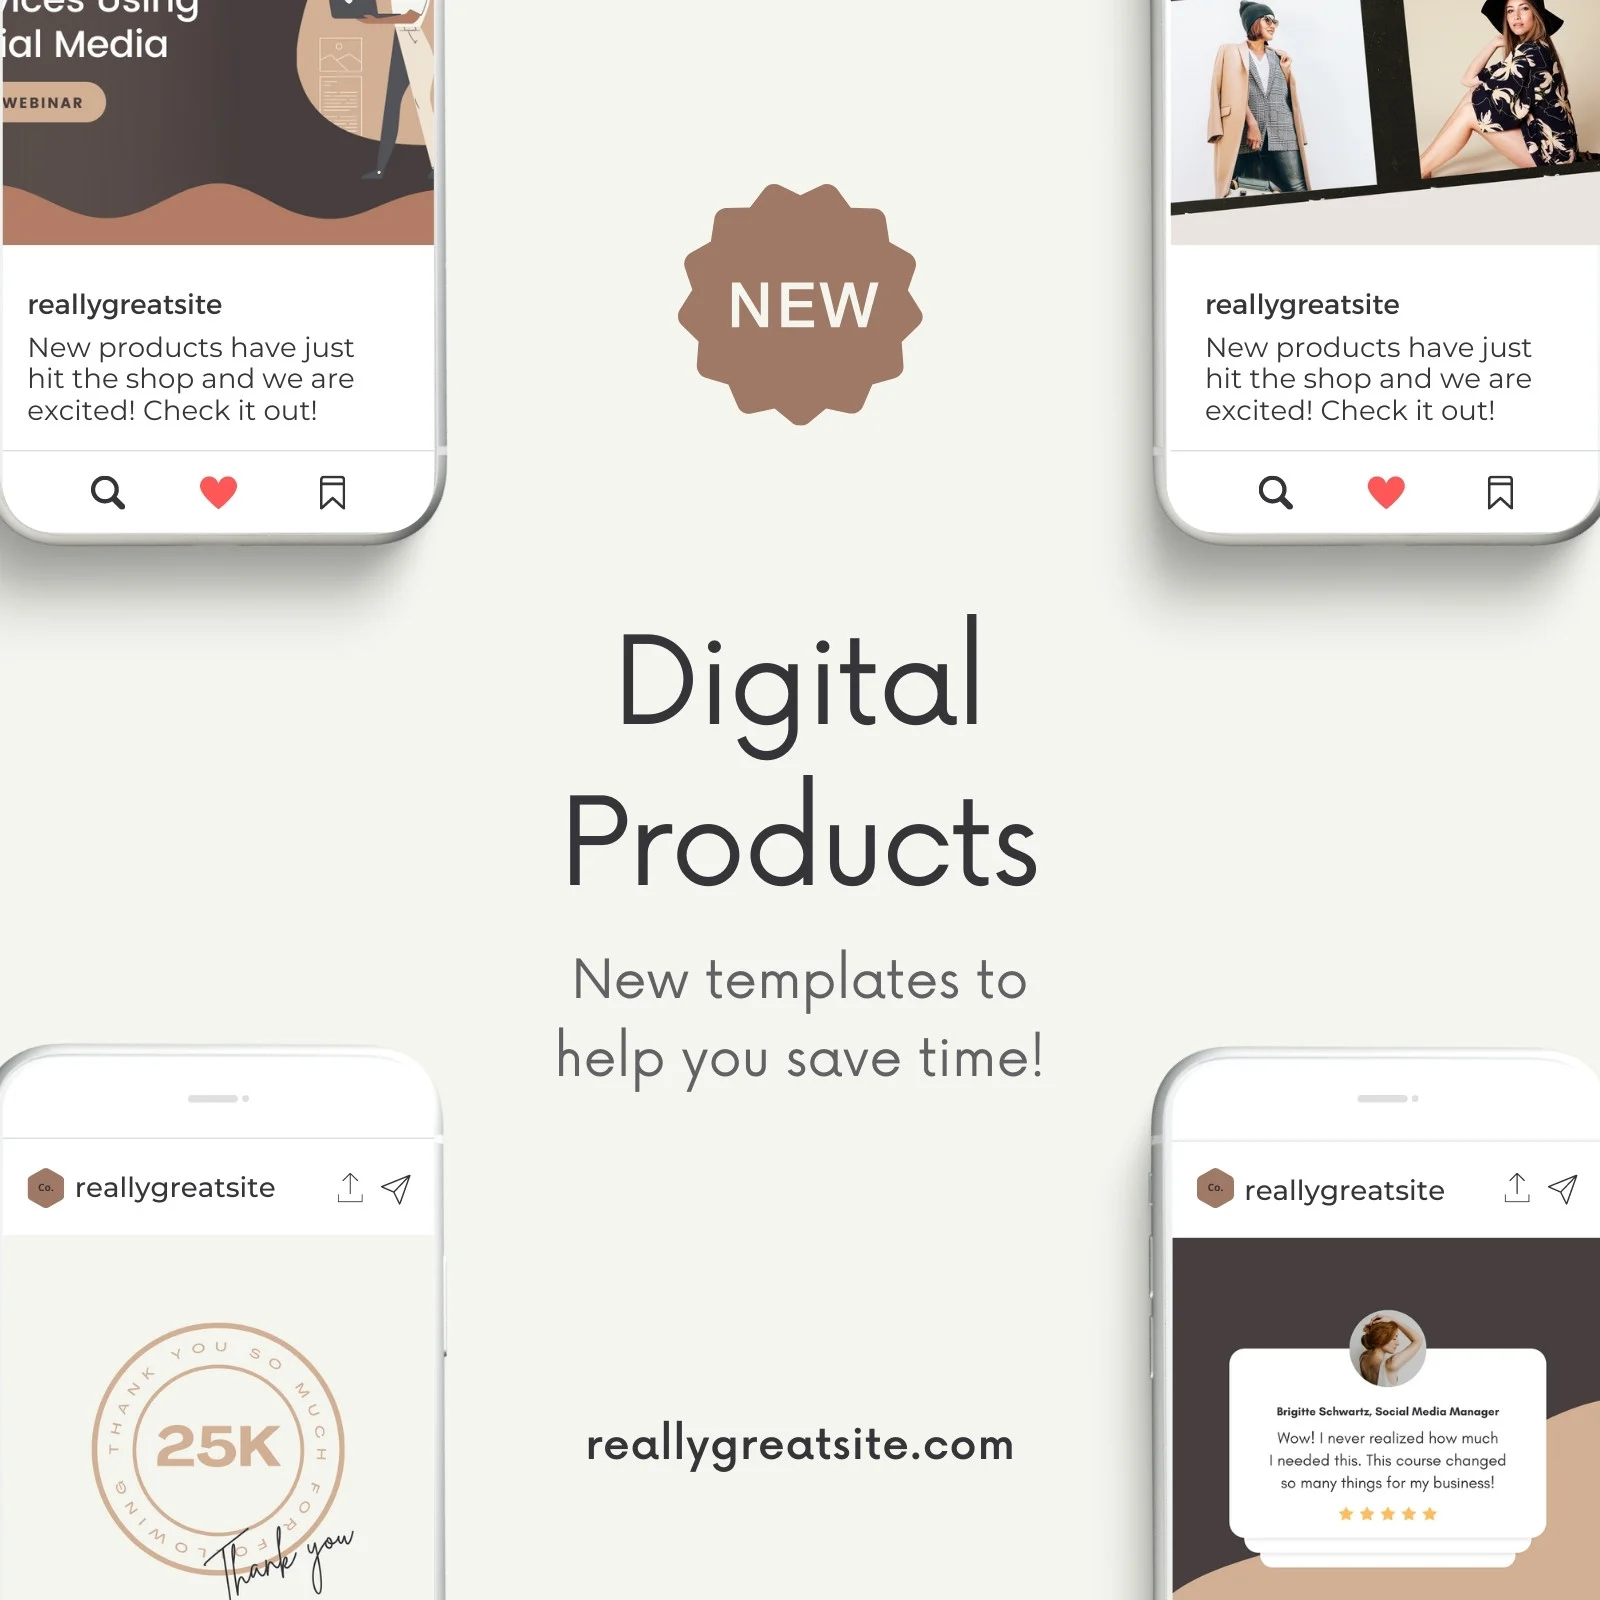 ices Using
ial Media
WEBINAR
reallygreatsite
New products have just
hit the shop and we are
excited! Check it out!
reallygreatsite
New products have just
hit the shop and we are
excited! Check it out!
NEW
Digital
Products
New templates to
help you save time!
reallygreatsite.com
Co.
reallygreatsite
THANK YOU SO MUCH FOR FOLLOWING
25K
Thank you
Co.
reallygreatsite
Brigitte Schwartz, Social Media Manager
Wow! I never realized how much
I needed this. This course changed
so many things for my business!